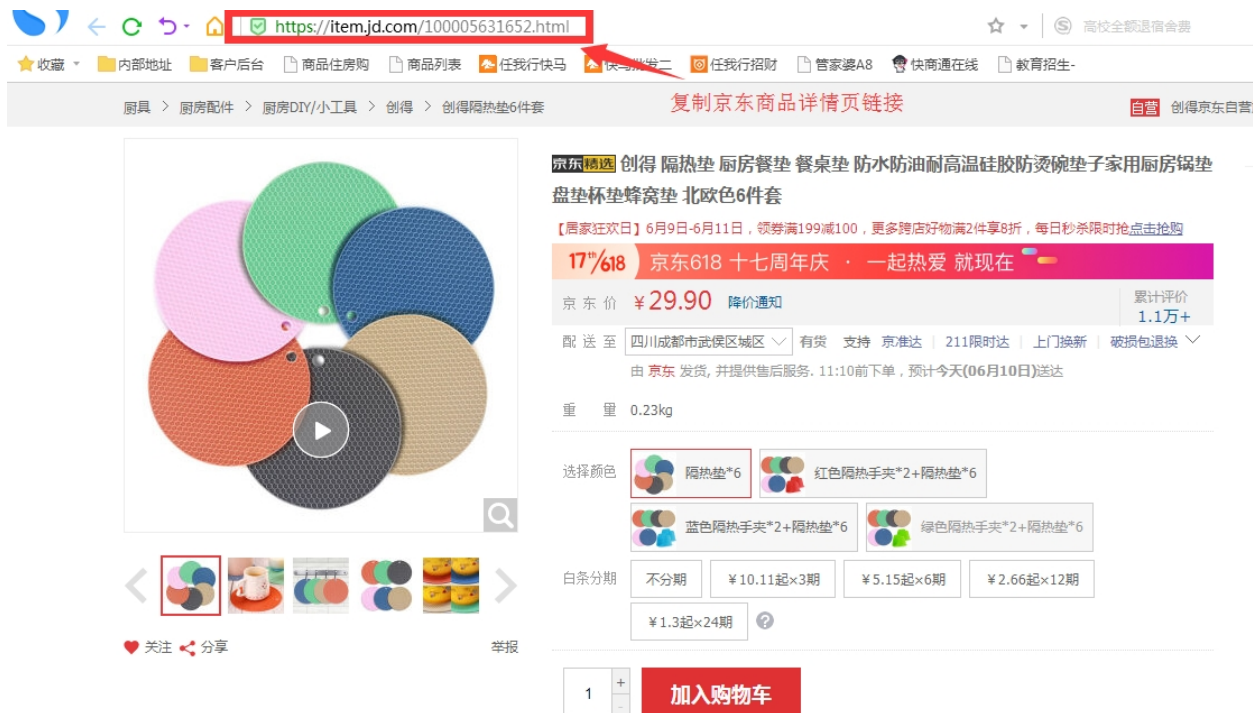 https://item.jd.com/100005631652.html
高校全额退宿舍费
收藏 内部地址 客户后台 商品住房购 商品列表 任我行快马 任我行招财 管家婆A8 快商通在线 教育招生-
复制京东商品详情页链接
厨具 > 厨房配件 > 厨房DIY/小工具 > 创得 > 创得隔热垫6件套
自营 创得京东自营
京东精选 创得 隔热垫 厨房餐垫 餐桌垫 防水防油耐高温硅胶防烫碗垫子家用厨房锅垫
盘垫杯垫蜂窝垫 北欧色6件套
【居家狂欢日】6月9日-6月11日，领券满199减100，更多跨店好物满2件享8折，每日秒杀限时抢点击抢购
17th/618 京东618 十七周年庆 · 一起热爱 就现在
京东价 ￥29.90 降价通知
累计评价
1.1万+
配送至 四川成都市武侯区城区 有货 支持 京准达 | 211限时达 | 上门换新 | 破损包退换
由 京东 发货, 并提供售后服务. 11:10前下单，预计今天(06月10日)送达
重量 0.23kg
选择颜色 隔热垫*6 红色隔热手夹*2+隔热垫*6
蓝色隔热手夹*2+隔热垫*6 绿色隔热手夹*2+隔热垫*6
白条分期 不分期 ￥10.11起×3期 ￥5.15起×6期 ￥2.66起×12期
￥1.3起×24期 ?
关注 分享 举报
1 + -
加入购物车